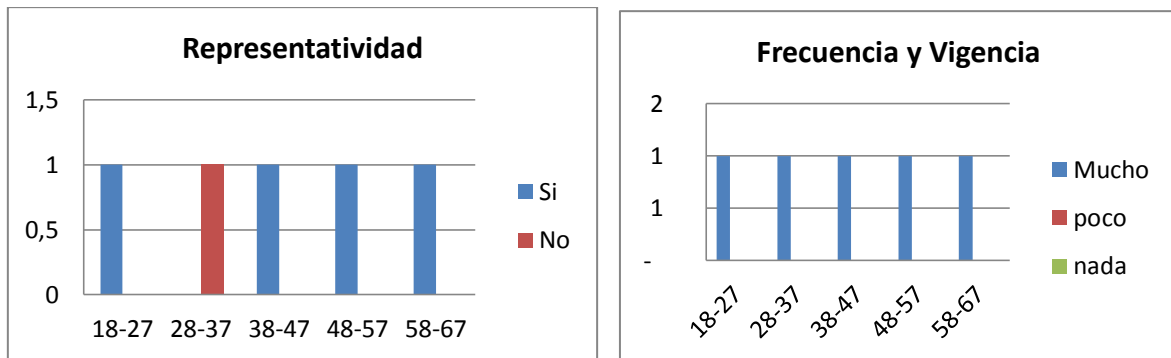 Representatividad
1,5
1
0,5
0
18-27 28-37 38-47 48-57 58-67
Si
No
Frecuencia y Vigencia
2
1
1
-
18-27 28-37 38-47 48-57 58-67
Mucho
poco
nada